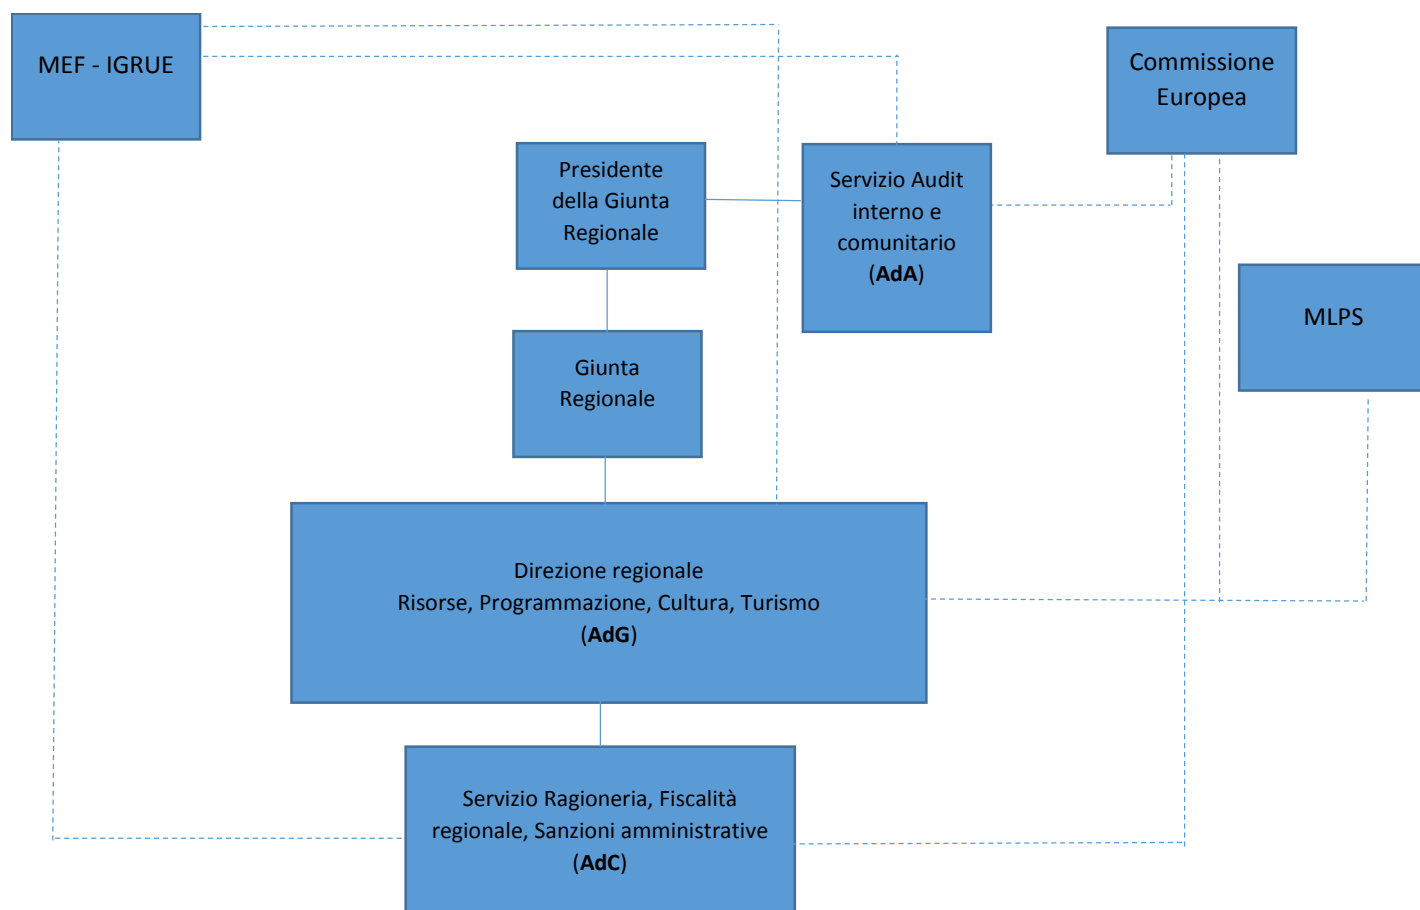 MEF - IGRUE
Commissione
Europea
Presidente
della Giunta
Regionale
Servizio Audit
interno e
comunitario
(AdA)
MLPS
Giunta
Regionale
Direzione regionale
Risorse, Programmazione, Cultura, Turismo
(AdG)
Servizio Ragioneria, Fiscalità
regionale, Sanzioni amministrative
(AdC)